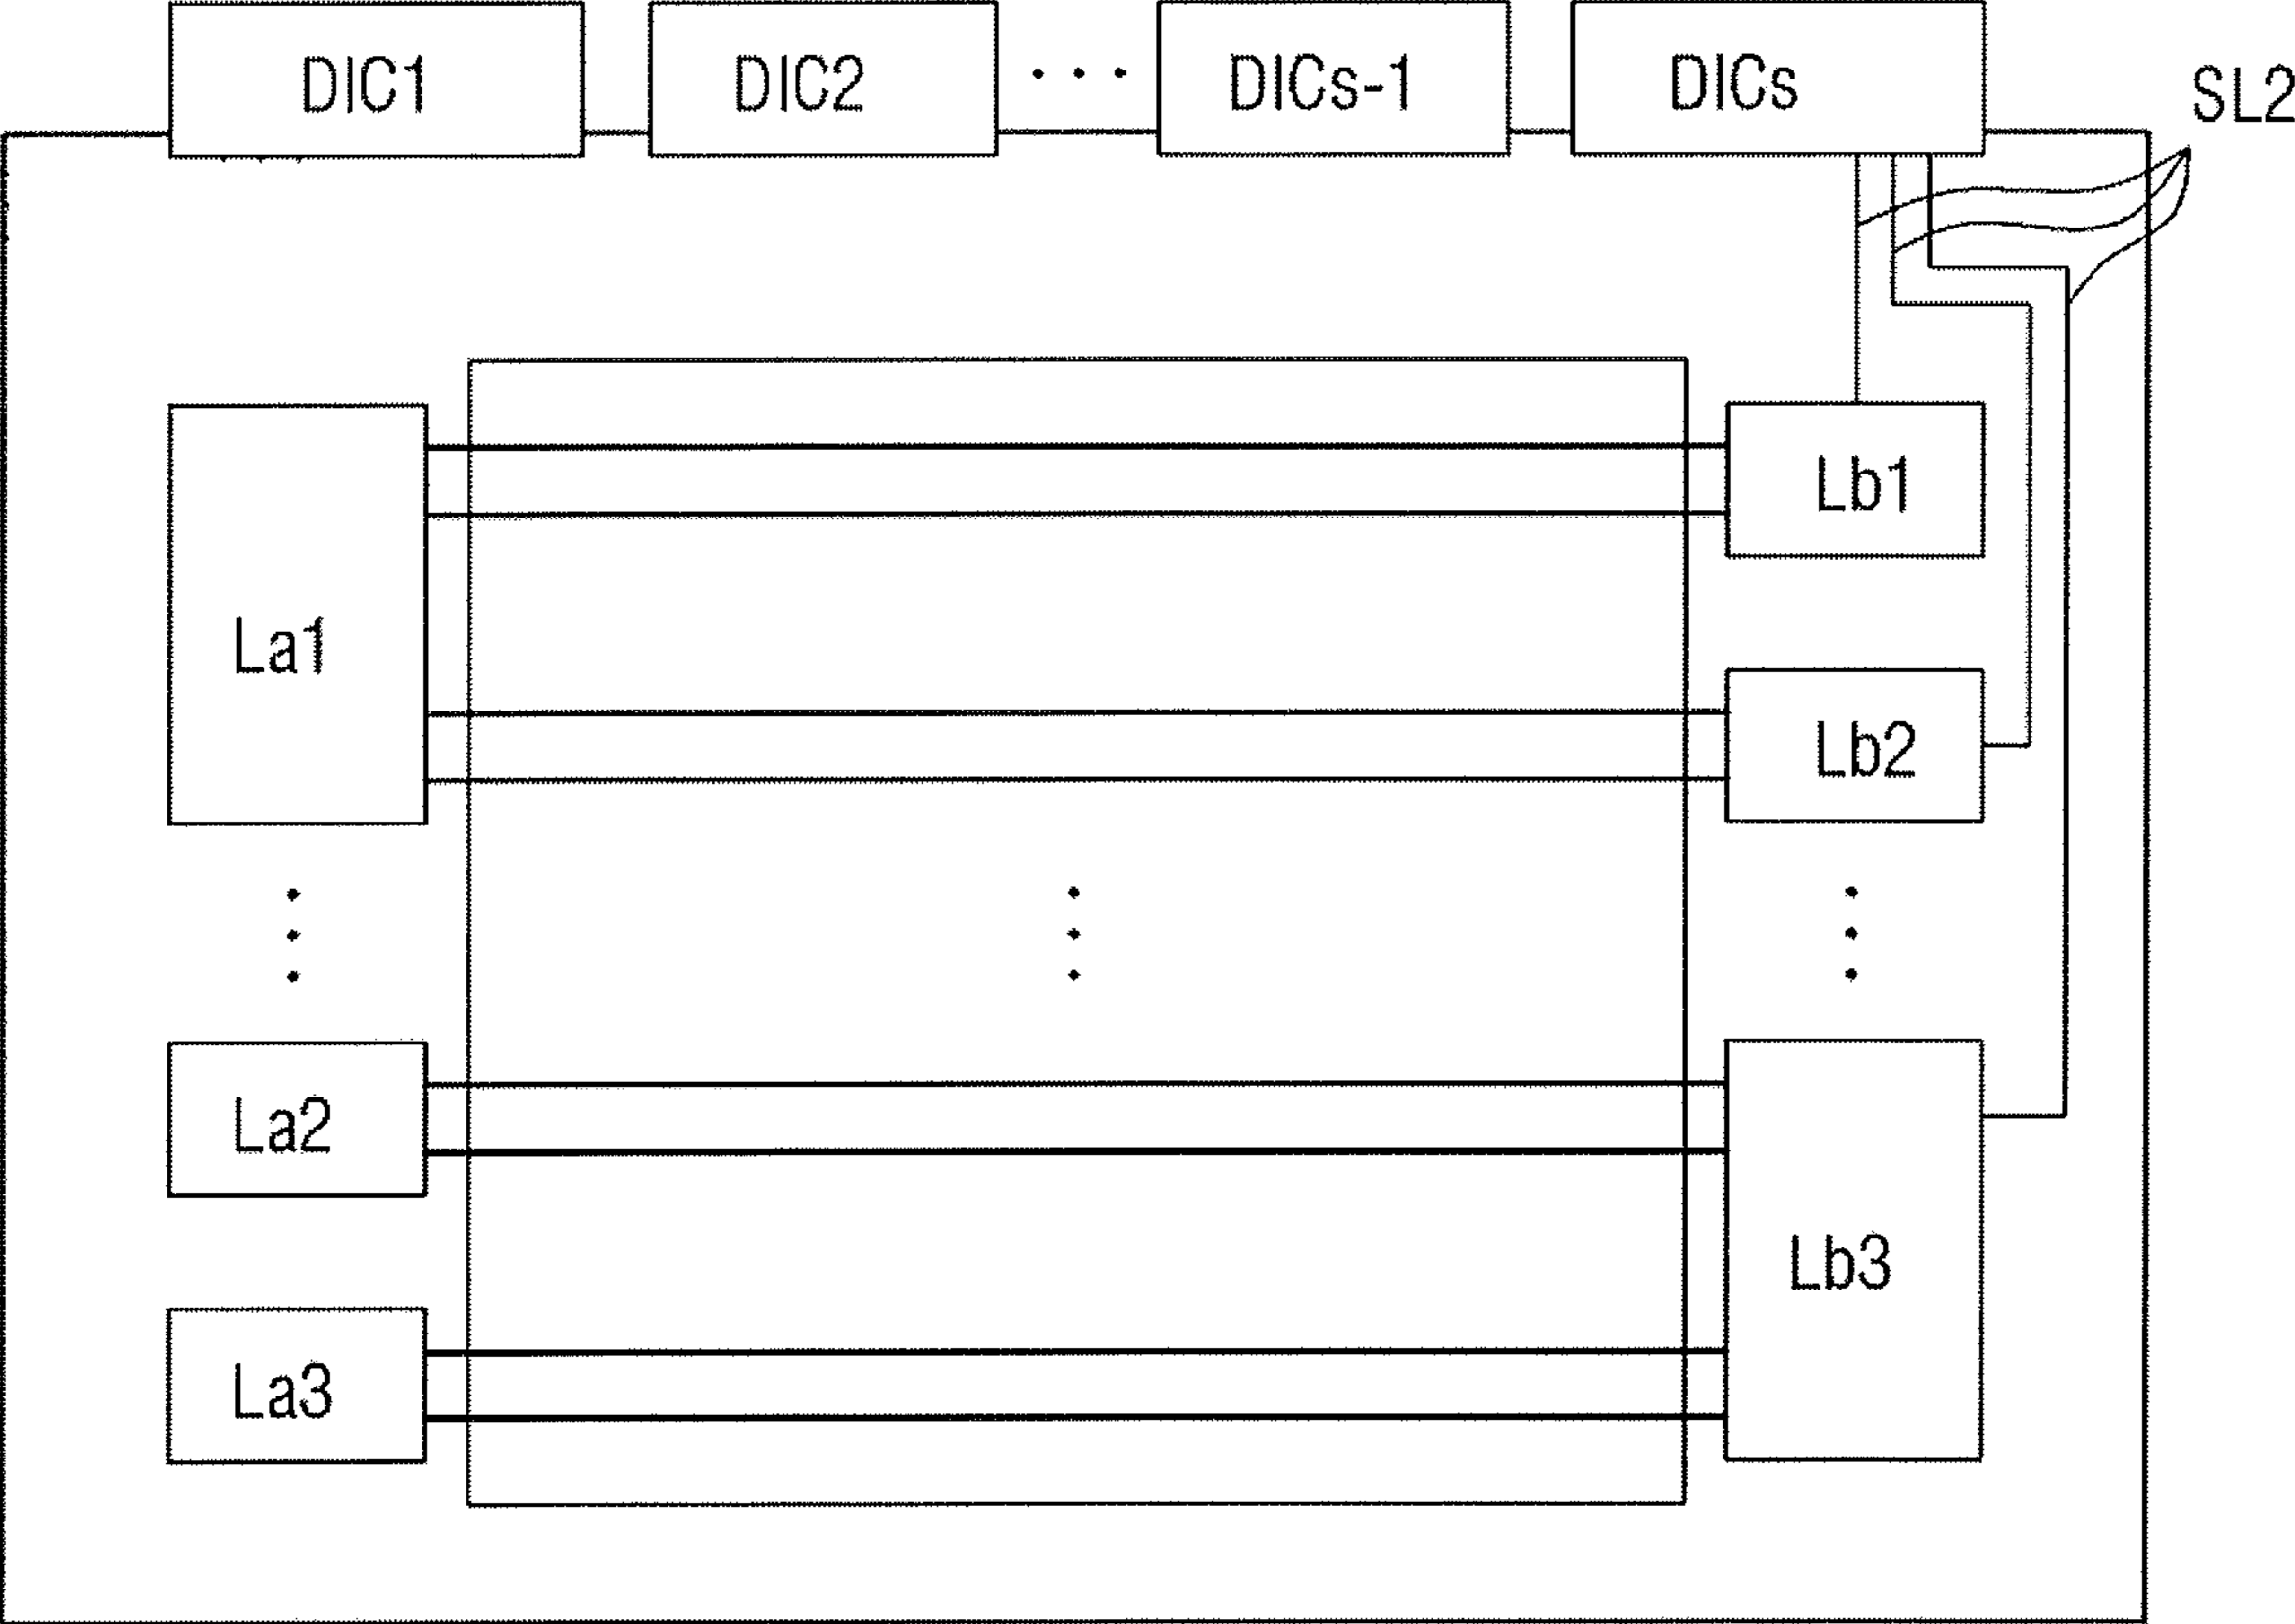 DIC1 DIC2 ··· DICs-1 DICs SL2
Lb1
La1
Lb2
La2
Lb3
La3